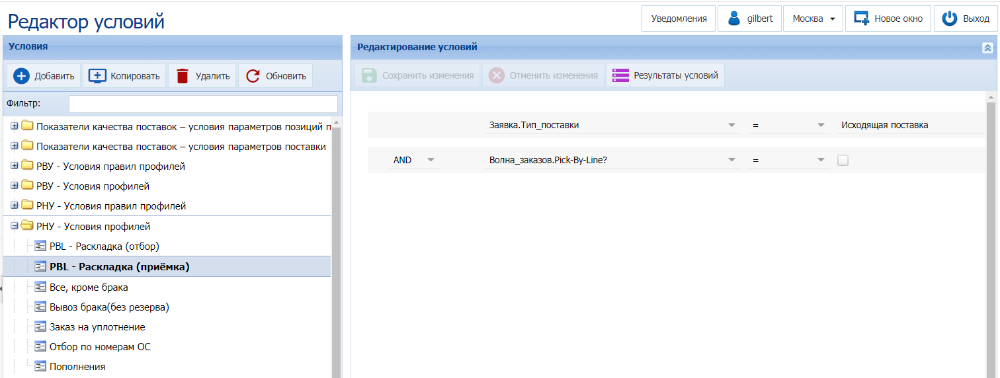 Редактор условий
Уведомления gilbert Москва Новое окно Выход
Условия
Добавить Копировать Удалить Обновить
Фильтр:
Показатели качества поставок – условия параметров позиций п
Показатели качества поставок – условия параметров поставки
РВУ - Условия правил профилей
РВУ - Условия профилей
РНУ - Условия правил профилей
РНУ - Условия профилей
PBL - Раскладка (отбор)
PBL - Раскладка (приёмка)
Все, кроме брака
Вывоз брака(без резерва)
Заказ на уплотнение
Отбор по номерам ОС
Пополнения
Редактирование условий
Сохранить изменения Отменить изменения Результаты условий
Заявка.Тип_поставки = Исходящая поставка
AND Волна_заказов.Pick-By-Line? =